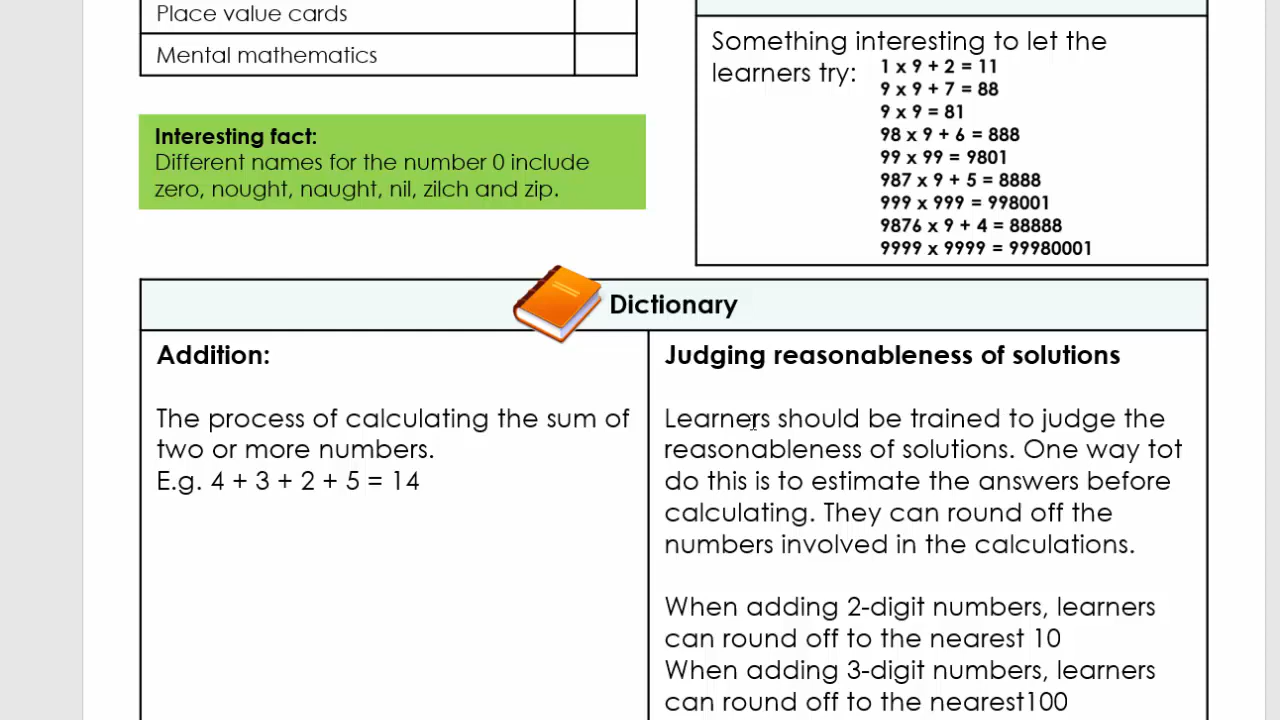 Place value cards
Mental mathematics
Interesting fact:
Different names for the number 0 include
zero, nought, naught, nil, zilch and zip.
Something interesting to let the
learners try:
1 x 9 + 2 = 11
9 x 9 + 7 = 88
9 x 9 = 81
98 x 9 + 6 = 888
99 x 99 = 9801
987 x 9 + 5 = 8888
999 x 999 = 998001
9876 x 9 + 4 = 88888
9999 x 9999 = 99980001
Dictionary
Addition:
The process of calculating the sum of
two or more numbers.
E.g. 4 + 3 + 2 + 5 = 14
Judging reasonableness of solutions
Learners should be trained to judge the
reasonableness of solutions. One way tot
do this is to estimate the answers before
calculating. They can round off the
numbers involved in the calculations.
When adding 2-digit numbers, learners
can round off to the nearest 10
When adding 3-digit numbers, learners
can round off to the nearest100